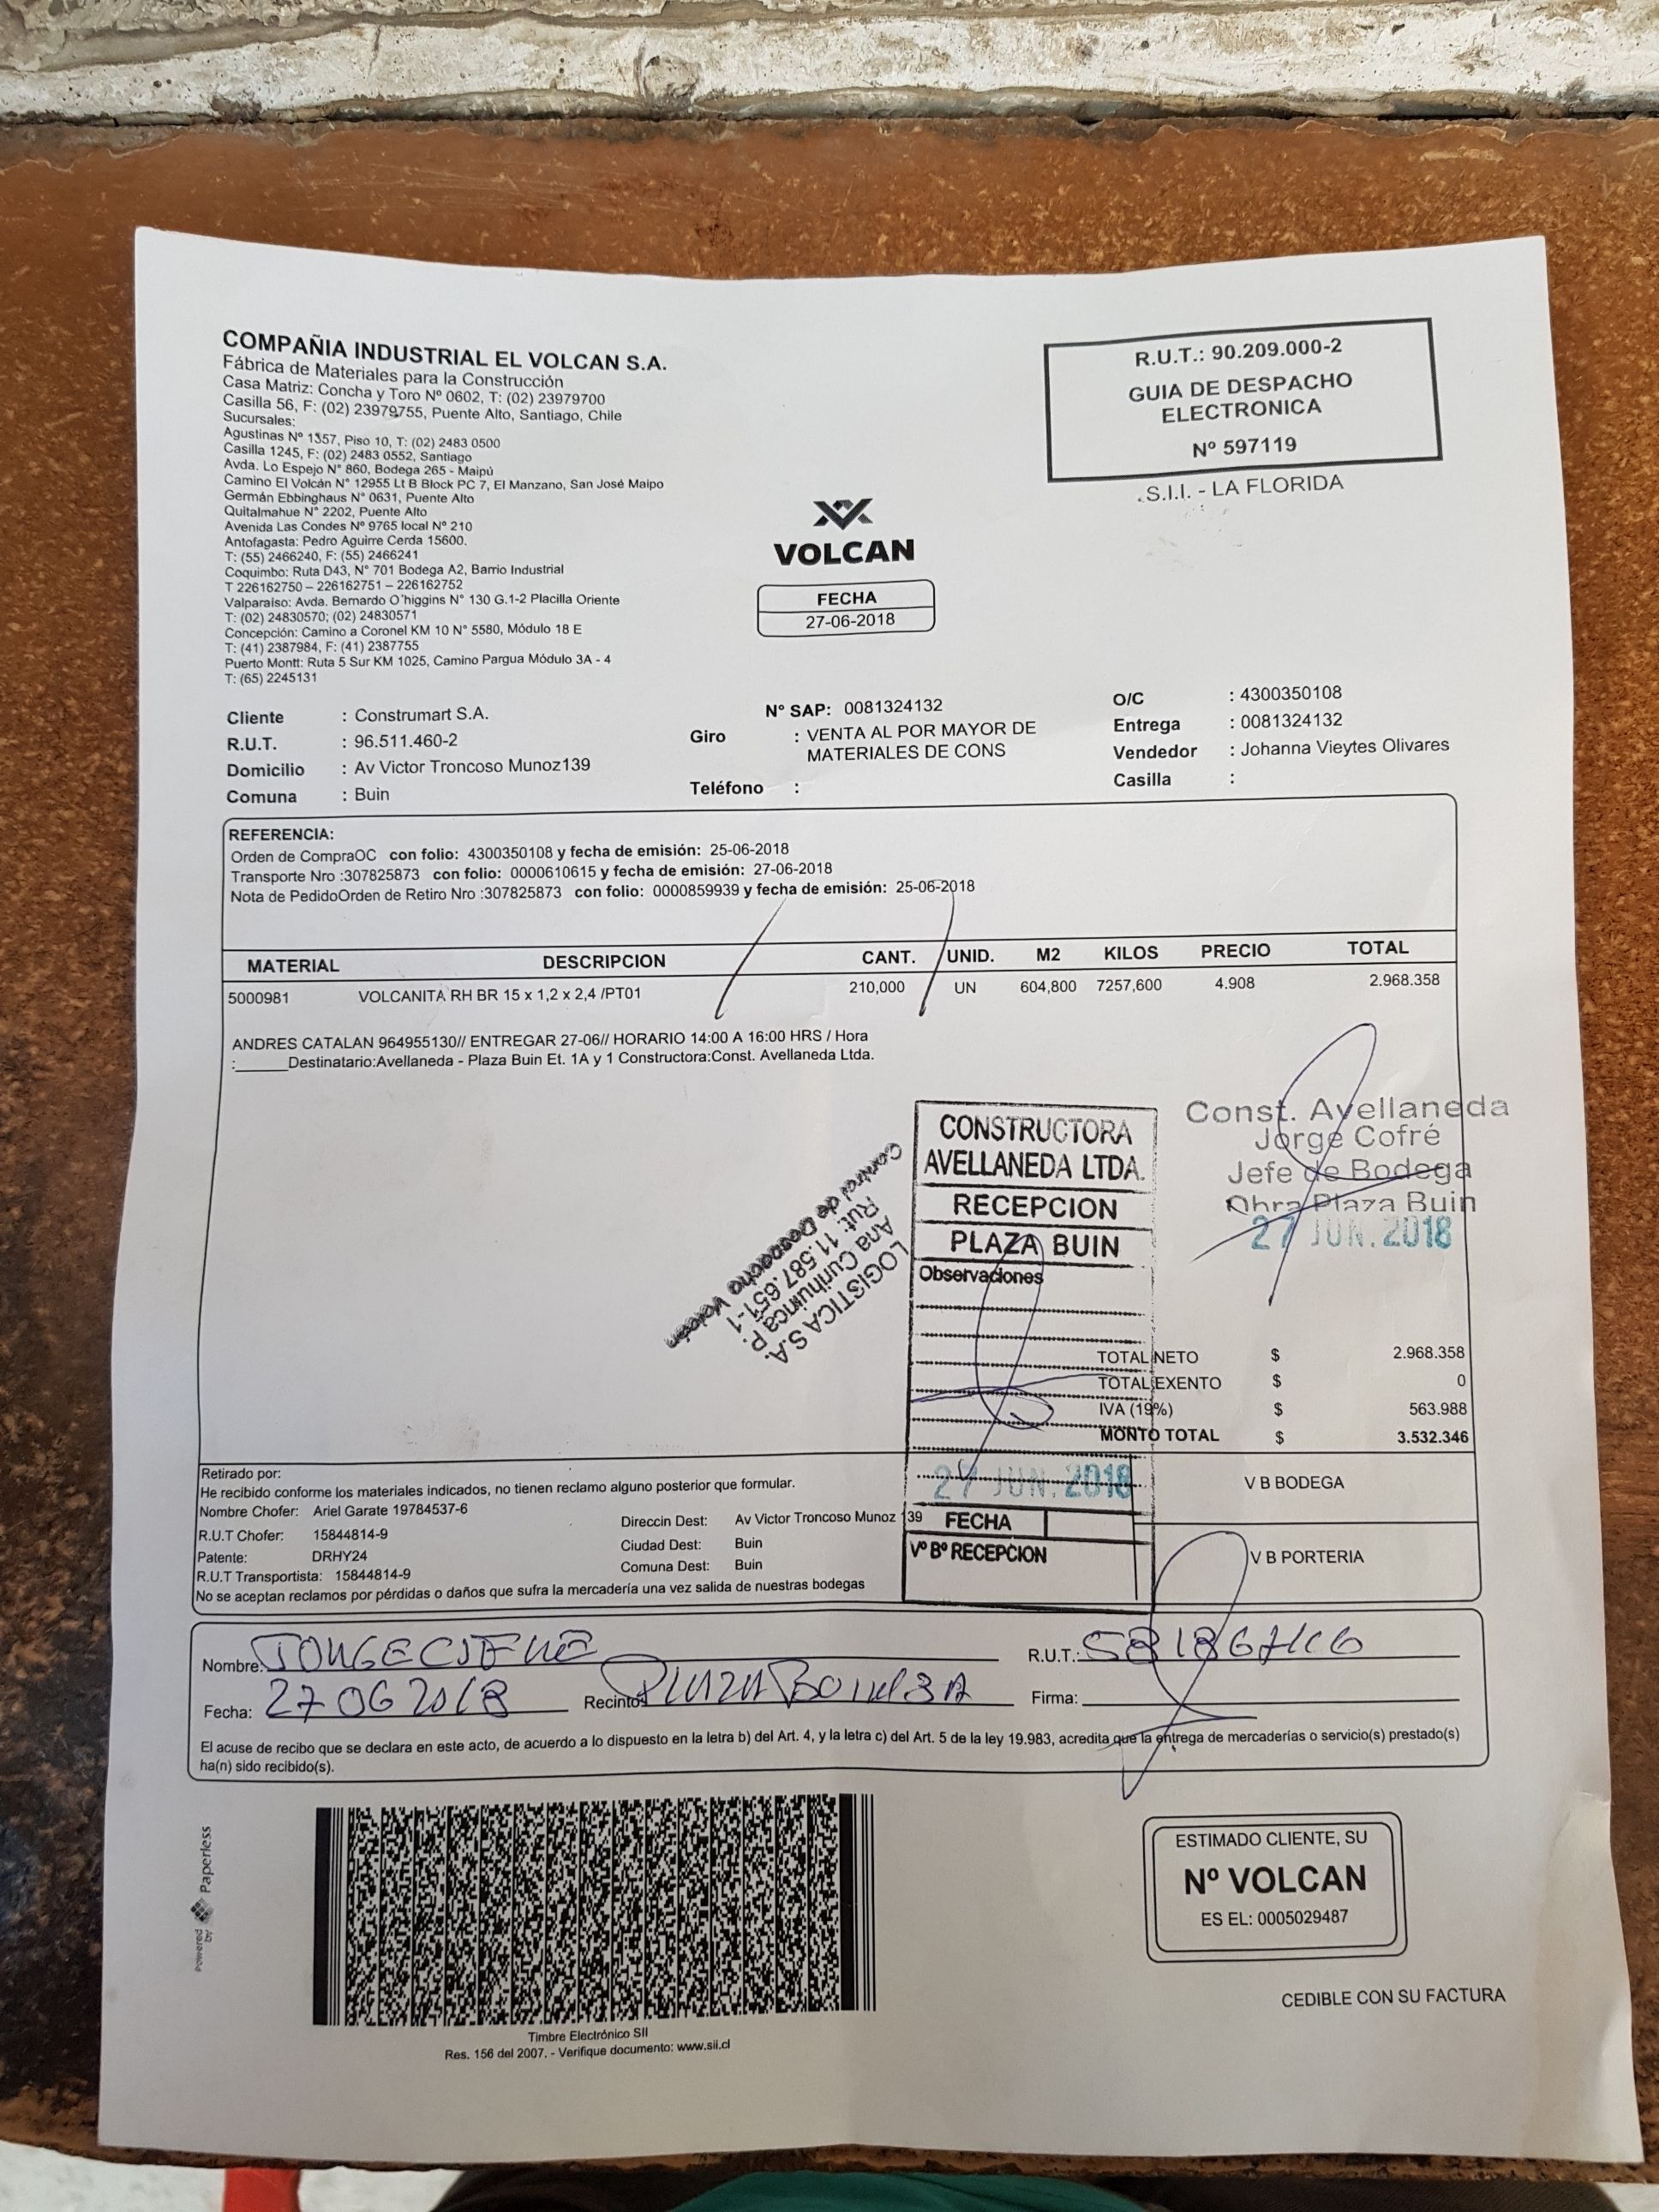 COMPAÑIA INDUSTRIAL EL VOLCAN S.A.
Fábrica de Materiales para la Construcción
Casa Matriz: Concha y Toro Nº 0602, T: (02) 23979700
Casilla 56, F: (02) 23979755, Puente Alto, Santiago, Chile
Sucursales:
Agustinas Nº 1357, Piso 10, T: (02) 2483 0500
Casilla 1245, F: (02) 2483 0552, Santiago
Avda. Lo Espejo N° 860, Bodega 265 - Maipú
Camino El Volcán N° 12955 Lt B Block PC 7, El Manzano, San José Maipo
Germán Ebbinghaus N° 0631, Puente Alto
Quitalmahue N° 2202, Puente Alto
Avenida Las Condes Nº 9765 local Nº 210
Antofagasta: Pedro Aguirre Cerda 15600.
T: (55) 2466240, F: (55) 2466241
Coquimbo: Ruta D43, N° 701 Bodega A2, Barrio Industrial
T 226162750 – 226162751 – 226162752
Valparaíso: Avda. Bernardo O'higgins N° 130 G.1-2 Placilla Oriente
T: (02) 24830570; (02) 24830571
Concepción: Camino a Coronel KM 10 N° 5580, Módulo 18 E
T: (41) 2387984, F: (41) 2387755
Puerto Montt: Ruta 5 Sur KM 1025, Camino Pargua Módulo 3A - 4
T: (65) 2245131
R.U.T.: 90.209.000-2
GUIA DE DESPACHO
ELECTRONICA
Nº 597119
.S.I.I. - LA FLORIDA
VOLCAN
FECHA
27-06-2018
Cliente : Construmart S.A.
R.U.T. : 96.511.460-2
Domicilio : Av Victor Troncoso Munoz139
Comuna : Buin
N° SAP: 0081324132
Giro : VENTA AL POR MAYOR DE
MATERIALES DE CONS
Teléfono :
O/C : 4300350108
Entrega : 0081324132
Vendedor : Johanna Vieytes Olivares
Casilla :
REFERENCIA:
Orden de CompraOC con folio: 4300350108 y fecha de emisión: 25-06-2018
Transporte Nro :307825873 con folio: 0000610615 y fecha de emisión: 27-06-2018
Nota de PedidoOrden de Retiro Nro :307825873 con folio: 0000859939 y fecha de emisión: 25-06-2018
MATERIAL DESCRIPCION CANT. UNID. M2 KILOS PRECIO TOTAL
5000981 VOLCANITA RH BR 15 x 1,2 x 2,4 /PT01 210,000 UN 604,800 7257,600 4.908 2.968.358
ANDRES CATALAN 964955130// ENTREGAR 27-06// HORARIO 14:00 A 16:00 HRS / Hora
:______Destinatario:Avellaneda - Plaza Buin Et. 1A y 1 Constructora:Const. Avellaneda Ltda.
LOGISTICA S.A.
Ana Curihuinca P.
Rut: 11.587.651-1
Control de Despacho Volcán
CONSTRUCTORA
AVELLANEDA LTDA.
RECEPCION
PLAZA BUIN
Observaciones
27 JUN. 2018
FECHA
Vº Bº RECEPCION
Const. Avellaneda
Jorge Cofré
Jefe de Bodega
Obra Plaza Buin
27 JUN. 2018
TOTAL NETO $ 2.968.358
TOTAL EXENTO $ 0
IVA (19%) $ 563.988
MONTO TOTAL $ 3.532.346
Retirado por:
He recibido conforme los materiales indicados, no tienen reclamo alguno posterior que formular.
Nombre Chofer: Ariel Garate 19784537-6
R.U.T Chofer: 15844814-9
Patente: DRHY24
R.U.T Transportista: 15844814-9
Direccin Dest: Av Victor Troncoso Munoz 139
Ciudad Dest: Buin
Comuna Dest: Buin
No se aceptan reclamos por pérdidas o daños que sufra la mercadería una vez salida de nuestras bodegas
V B BODEGA
V B PORTERIA
Nombre: JORGE COFRE
R.U.T.:
Fecha: 27 06 2018 Recinto: PLAZA
Firma:
El acuse de recibo que se declara en este acto, de acuerdo a lo dispuesto en la letra b) del Art. 4, y la letra c) del Art. 5 de la ley 19.983, acredita que la entrega de mercaderías o servicio(s) prestado(s)
ha(n) sido recibido(s).
Powered by Paperless
Timbre Electrónico SII
Res. 156 del 2007. - Verifique documento: www.sii.cl
ESTIMADO CLIENTE, SU
Nº VOLCAN
ES EL: 0005029487
CEDIBLE CON SU FACTURA